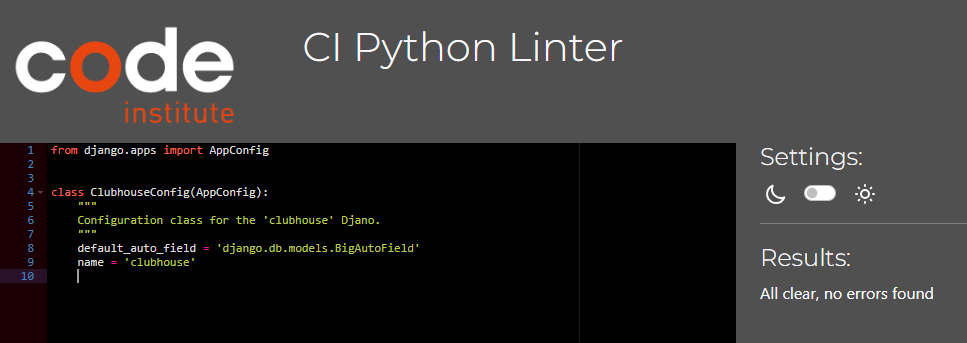 code
institute
CI Python Linter
1 from django.apps import AppConfig
2
3
4 class ClubhouseConfig(AppConfig):
5 """
6 Configuration class for the 'clubhouse' Djano.
7 """
8 default_auto_field = 'django.db.models.BigAutoField'
9 name = 'clubhouse'
10
Settings:
Results:
All clear, no errors found